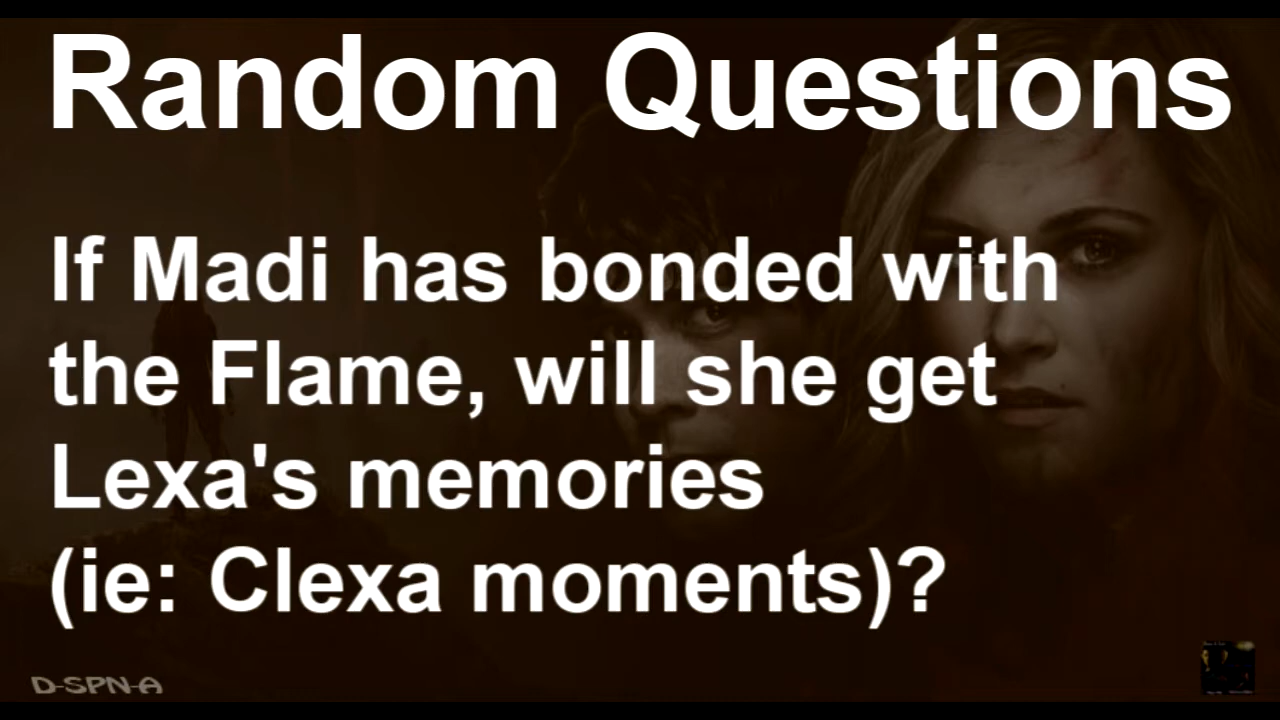 Random Questions
If Madi has bonded with
the Flame, will she get
Lexa's memories
(ie: Clexa moments)?
D-SPN-A